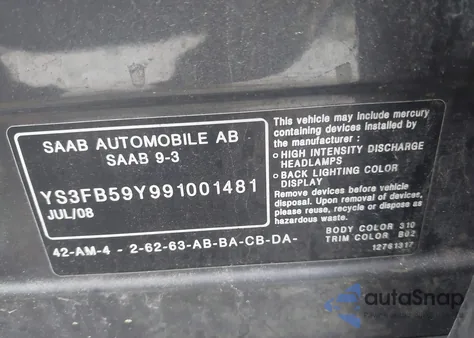 SAAB AUTOMOBILE AB
SAAB 9-3
YS3FB59Y991001481
JUL/08
42-AM-4 - 2-62-63-AB-BA-CB-DA-
This vehicle may include mercury
containing devices installed by
the manufacturer :
○ HIGH INTENSITY DISCHARGE
HEADLAMPS
○ BACK LIGHTING COLOR
DISPLAY
Remove devices before vehicle
disposal. Upon removal of devices,
please reuse, recycle or dispose as
hazardous waste.
BODY COLOR 310
TRIM COLOR B02
12761317
autoSnap